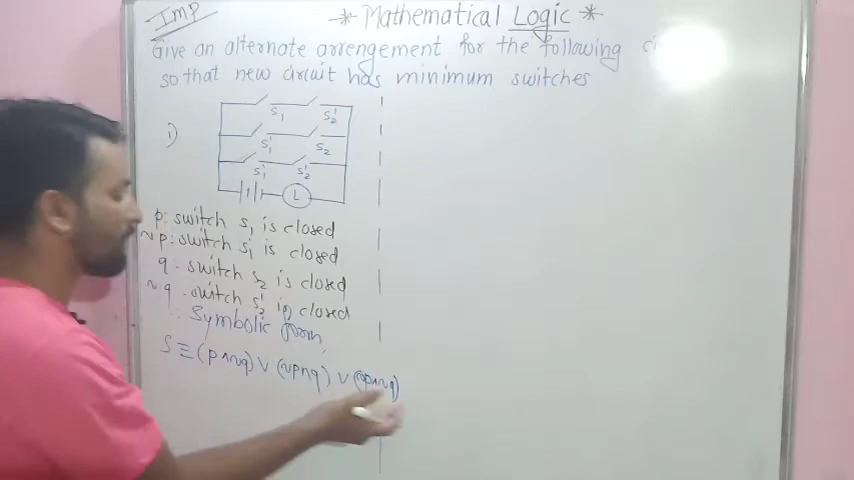 IMP
* Mathematical Logic *
Give an alternate arrengement for the following
so that new circuit has minimum switches
i)
S₁ S₂'
S₁' S₂
S₁' S₂'
L
p: switch S₁ is closed
~p: switch S₁' is closed
q: switch S₂ is closed
~q: switch S₂' is closed
∴ Symbolic form,
S ≡ (p∧~q) ∨ (~p∧q) ∨ (~p∧~q)